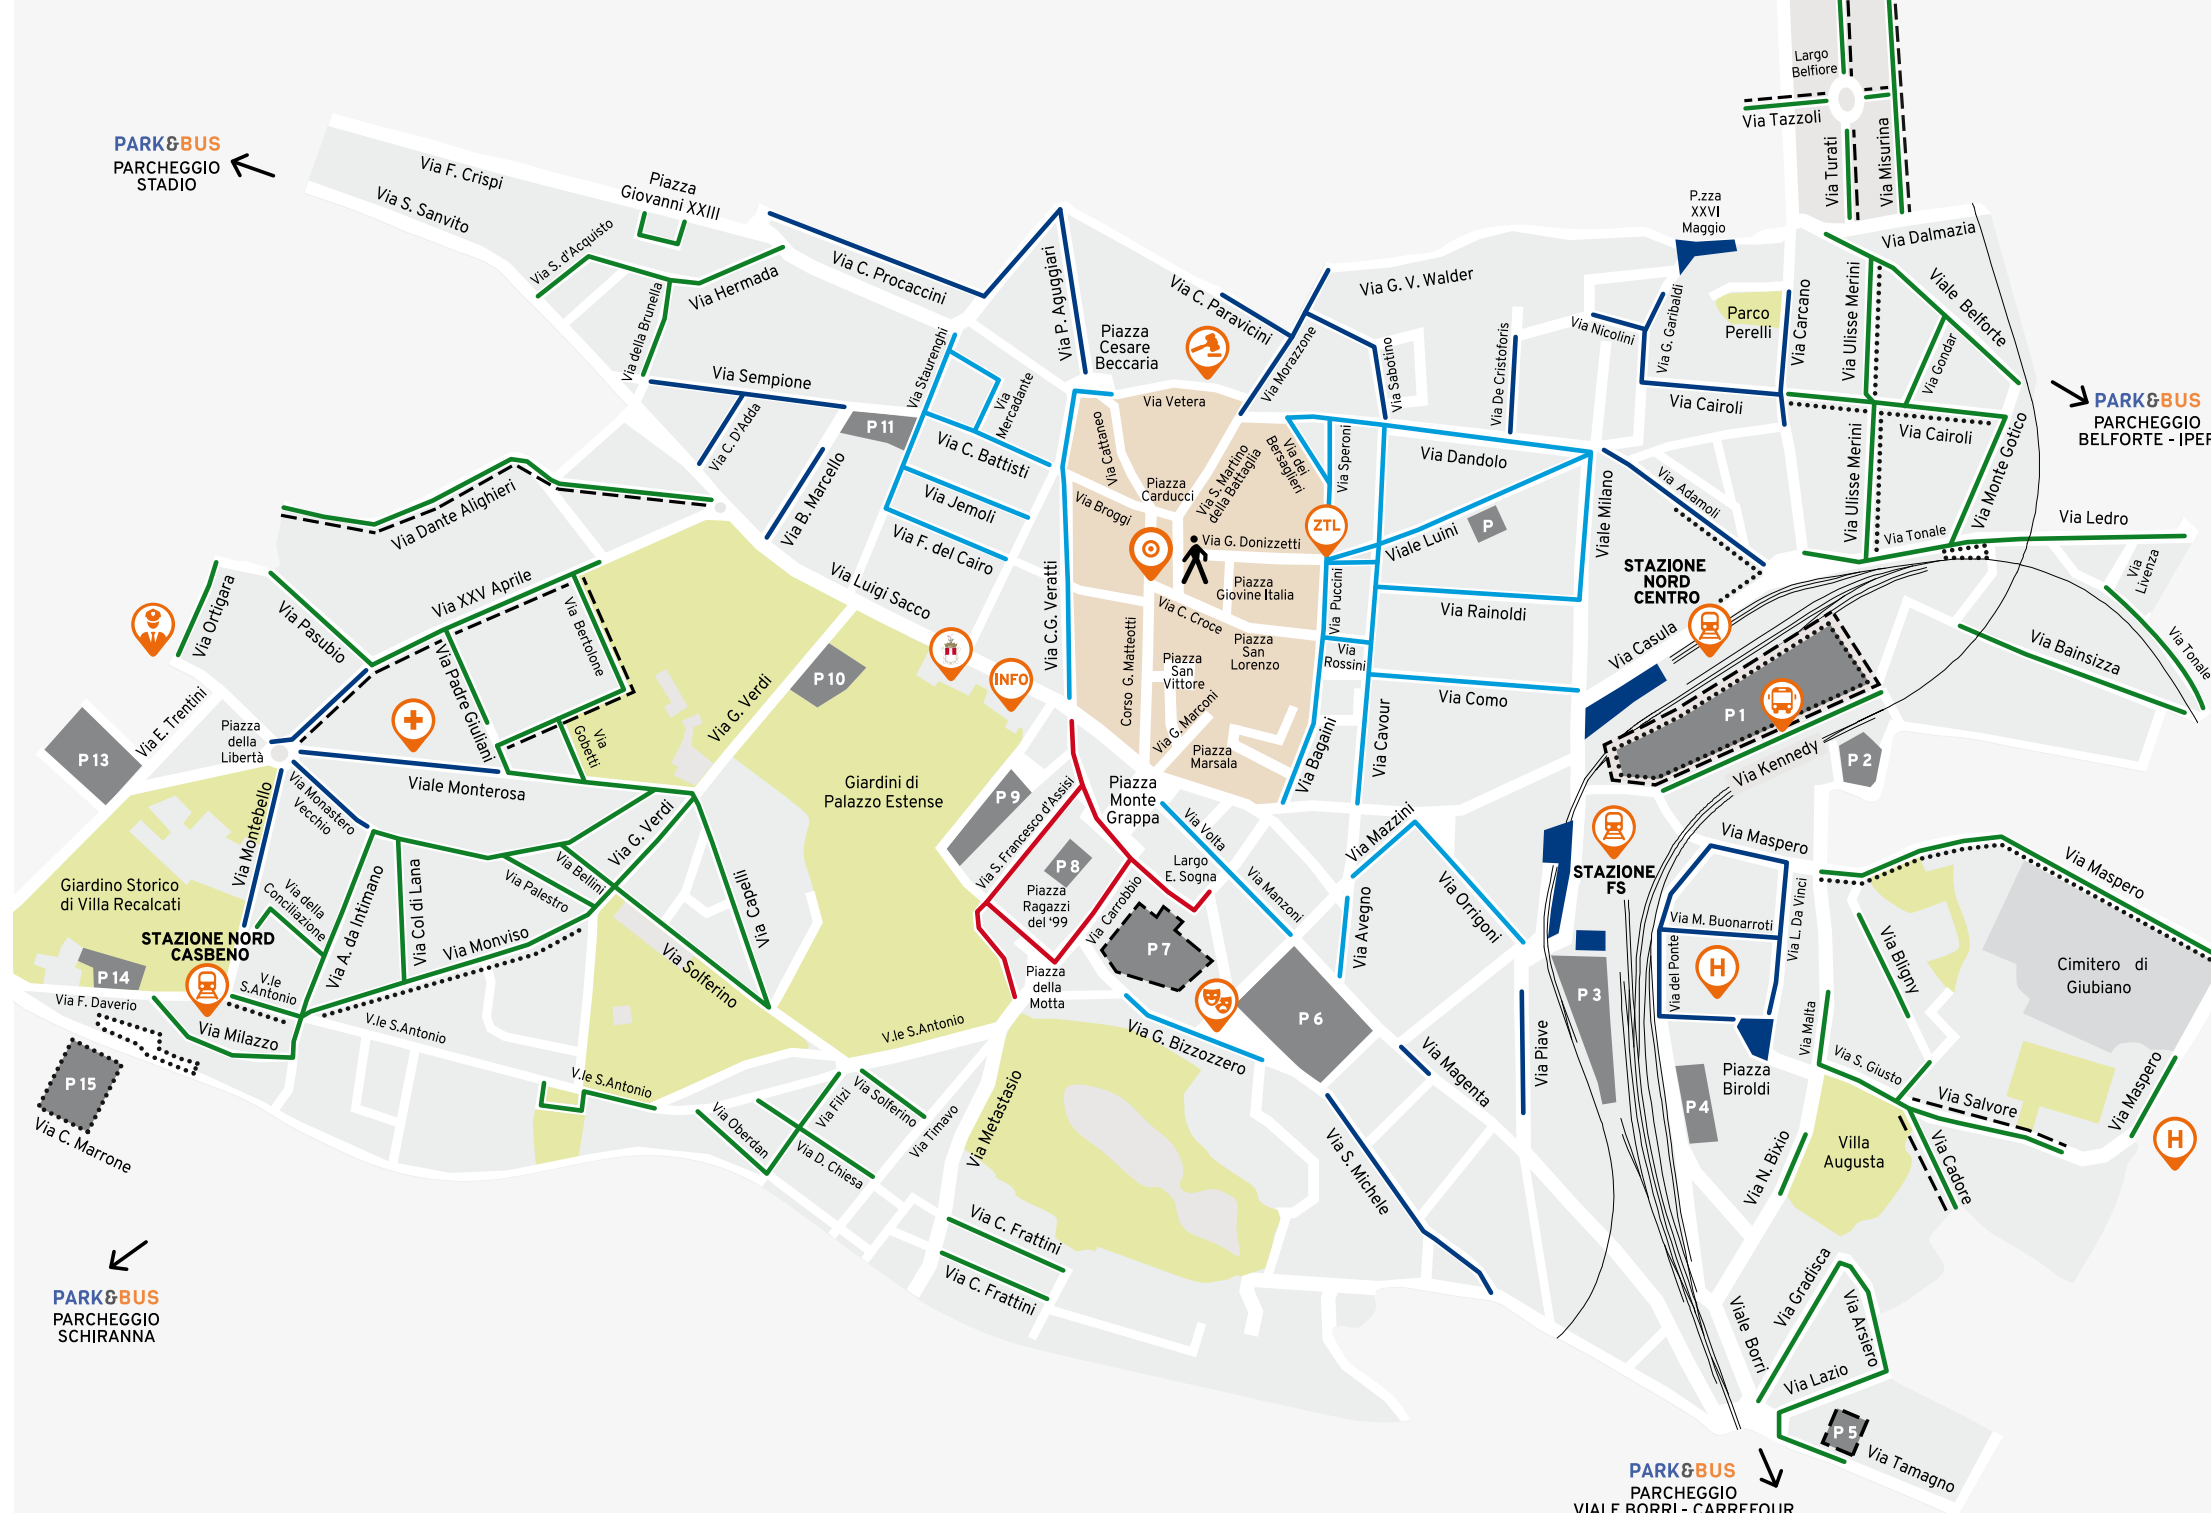 PARK&BUS
PARCHEGGIO
STADIO
Via F. Crispi
Via S. Sanvito
Piazza
Giovanni XXIII
Via S. d'Acquisto
Via Hermada
Via della Brunella
Via C. Procaccini
Via P. Aguggiari
Piazza
Cesare
Beccaria
Via C. Paravicini
Via Morazzone
Via G. V. Walder
Via Sabotino
Via De Cristoforis
Via Nicolini
Via G. Garibaldi
P.zza
XXVI
Maggio
Parco
Perelli
Via Carcano
Via Cairoli
Largo
Belfiore
Via Tazzoli
Via Turati
Via Misurina
Via Dalmazia
Viale Belforte
Via Ulisse Merini
Via Gondar
Via Cairoli
Via Ulisse Merini
Via Monte Gotico
Via Tonale
Via Ledro
Via
Livenza
Via Tonale
Via Bainsizza
PARK&BUS
PARCHEGGIO
BELFORTE - IPER
Via Sempione
Via C. D'Adda
Via B. Marcello
P 11
Via Staurenghi
Via
Mercadante
Via C. Battisti
Via Jemoli
Via F. del Cairo
Via Luigi Sacco
Via Vetera
Via Cattaneo
Piazza
Carducci
Via Broggi
Via S. Martino
della Battaglia
Via dei
Bersaglieri
Via Speroni
ZTL
Via G. Donizzetti
Piazza
Giovine Italia
Via C. Croce
Piazza
San
Lorenzo
Piazza
San
Vittore
Corso G. Matteotti
Via G. Marconi
Piazza
Marsala
Via C.G. Veratti
Via Puccini
Via
Rossini
Via Bagaini
Via Cavour
Via Dandolo
Viale Luini
P
Via Rainoldi
Via Como
Viale Milano
Via Adamoli
STAZIONE
NORD
CENTRO
Via Casula
P 1
Via Kennedy
P 2
STAZIONE
FS
Via Dante Alighieri
Via XXV Aprile
Via Ortigara
Via Pasubio
Via Bertolone
Via Padre Giuliani
Via
Gobetti
Via E. Trentini
P 13
Piazza
della
Libertà
Viale Monterosa
Via Monastero
Vecchio
Via Montebello
Via G. Verdi
P 10
INFO
Giardini di
Palazzo Estense
Giardino Storico
di Villa Recalcati
STAZIONE NORD
CASBENO
P 14
Via F. Daverio
V.le
S.Antonio
Via della
Conciliazione
Via A. da Intimano
Via Col di Lana
Via Monviso
Via Palestro
Via Bellini
Via G. Verdi
Via Capelli
Via Solferino
Via Milazzo
V.le S.Antonio
P 15
Via C. Marrone
V.le S.Antonio
V.le S.Antonio
PARK&BUS
PARCHEGGIO
SCHIRANNA
P 9
Via S. Francesco d'Assisi
P 8
Piazza
Ragazzi
del '99
Via Carrobbio
Piazza
Monte
Grappa
Largo
E. Sogna
Via Volta
Via Manzoni
P 7
Piazza
della
Motta
Via G. Bizzozzero
P 6
Via Mazzini
Via Avegno
Via Orrigoni
Via Piave
Via Magenta
Via S. Michele
Via Oberdan
Via D. Chiesa
Via Filzi
Via Solferino
Via Timavo
Via Metastasio
Via C. Frattini
Via C. Frattini
P 3
P 4
Via Maspero
Via M. Buonarroti
Via del Ponte
H
Via L. Da Vinci
Piazza
Biroldi
Via Malta
Via Bligny
Via S. Giusto
Via Maspero
Cimitero di
Giubiano
Via Maspero
H
Via Salvore
Via Cadore
Villa
Augusta
Via N. Bixio
Viale Borri
Via Gradisca
Via Arsiero
Via Lazio
P 5
Via Tamagno
PARK&BUS
PARCHEGGIO
VIALE BORRI - CARREFOUR